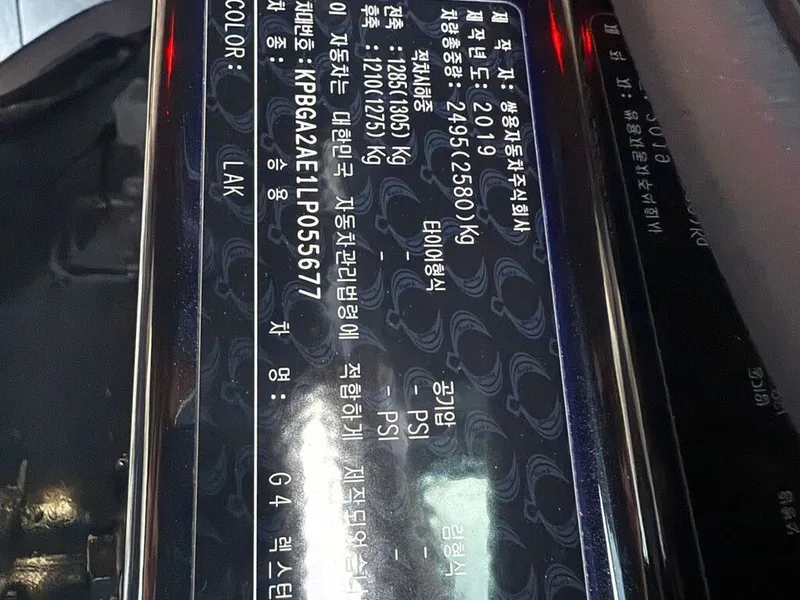 제 작 자: 쌍용자동차주식회사
제작년도: 2019
차량총중량: 2495(2580)Kg
적차시하중 타이어형식 공기압 림형식
전축 : 1285(1305) Kg - - PSI -
후축 : 1210(1275) Kg - - PSI -
이 자동차는 대한민국 자동차관리법령에 적합하게 제작되었습니
차대번호: KPBGA2AE1LP055677
차 종: 승 용 차 명: G4 렉스턴
COLOR: LAK